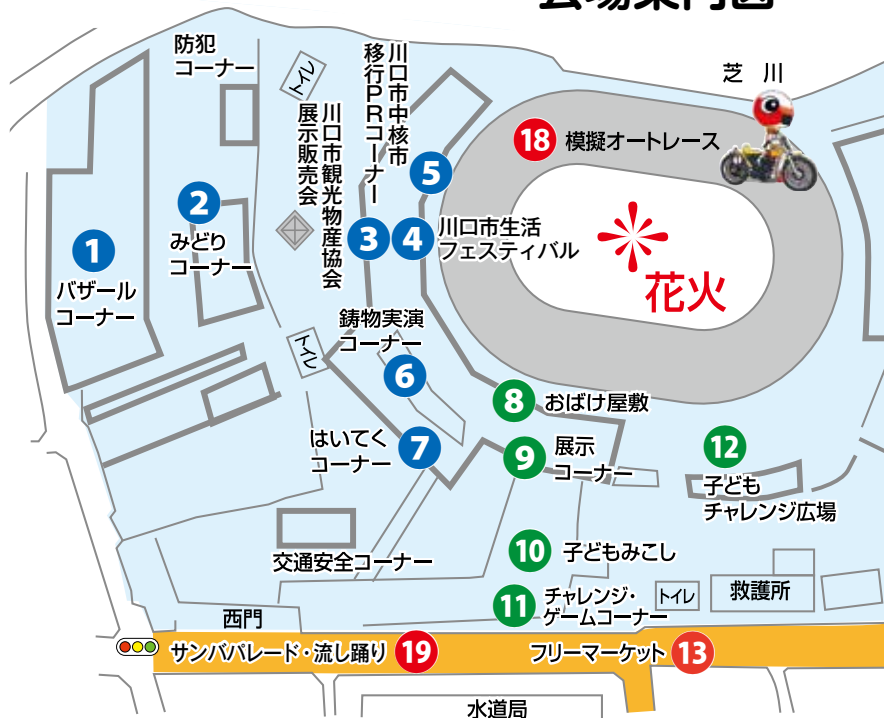 会場案内図
防犯
コーナー
トイレ
川口市中核市
移行PRコーナー
川口市観光物産協会
展示販売会
芝川
18 模擬オートレース
5
2
みどり
コーナー
1
バザール
コーナー
3
4 川口市生活
フェスティバル
花火
鋳物実演
コーナー
6
トイレ
8 おばけ屋敷
はいてく
コーナー
7
9 展示
コーナー
12
子ども
チャレンジ広場
10 子どもみこし
交通安全コーナー
11 チャレンジ・
ゲームコーナー
トイレ
救護所
西門
サンバパレード・流し踊り 19
フリーマーケット 13
水道局